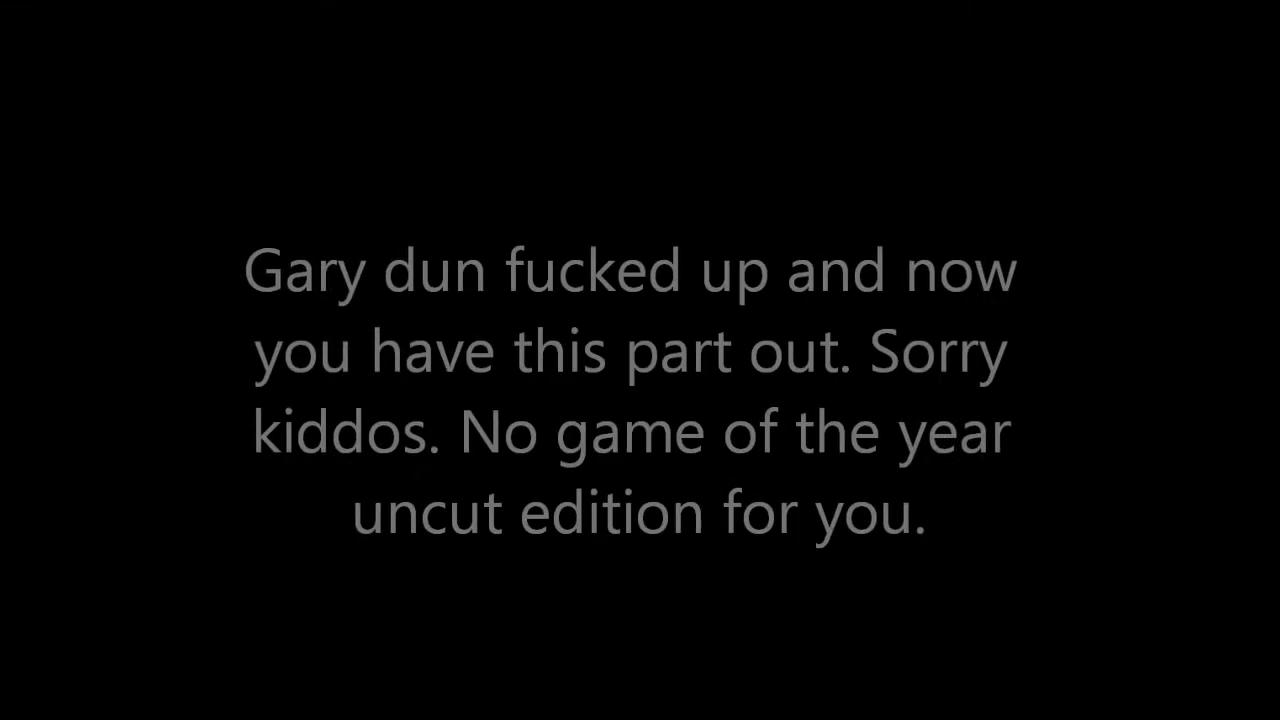 Gary dun fucked up and now
you have this part out. Sorry
kiddos. No game of the year
uncut edition for you.